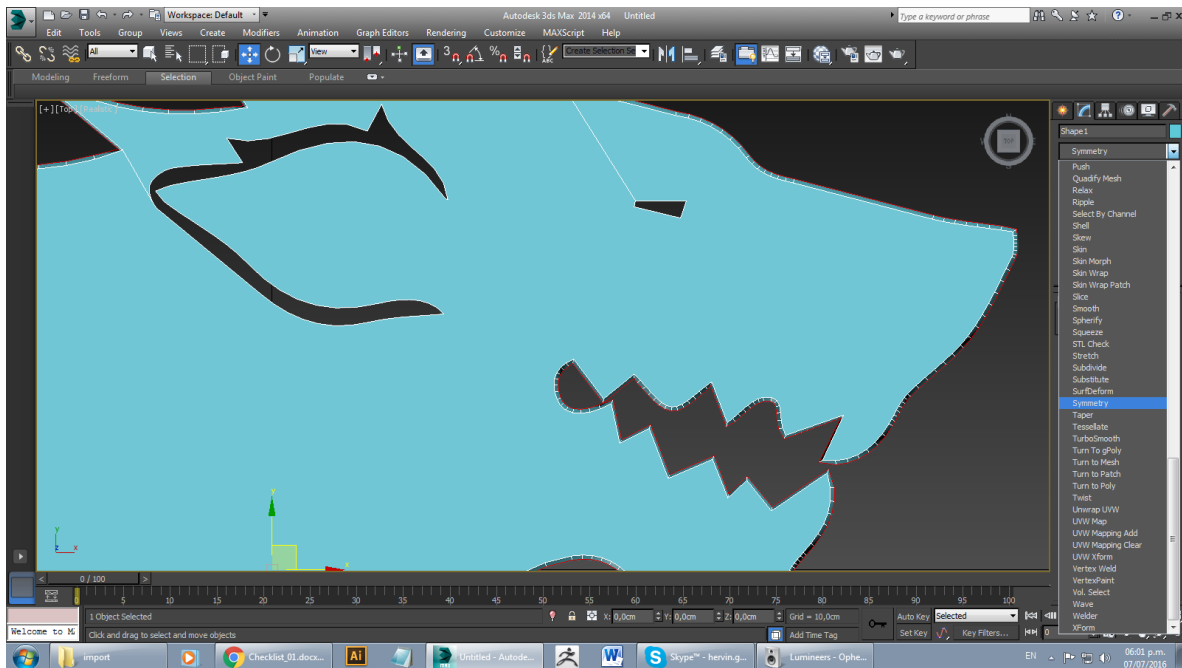 Workspace: Default
Autodesk 3ds Max 2014 x64 Untitled
Type a keyword or phrase
Edit Tools Group Views Create Modifiers Animation Graph Editors Rendering Customize MAXScript Help
All
View
3
ABC
Create Selection Se
Modeling Freeform Selection Object Paint Populate
[+][Top]
TOP
Shape1
Symmetry
Push
Quadify Mesh
Relax
Ripple
Select By Channel
Shell
Skew
Skin
Skin Morph
Skin Wrap
Skin Wrap Patch
Slice
Smooth
Spherify
Squeeze
STL Check
Stretch
Subdivide
Substitute
SurfDeform
Symmetry
Taper
Tessellate
TurboSmooth
Turn To gPoly
Turn to Mesh
Turn to Patch
Turn to Poly
Twist
Unwrap UVW
UVW Map
UVW Mapping Add
UVW Mapping Clear
UVW Xform
Vertex Weld
VertexPaint
Vol. Select
Wave
Welder
XForm
y
x
y
z x
< 0 / 100 >
0 5 10 15 20 25 30 35 40 45 50 55 60 65 70 75 80 85 90 95 100
1 Object Selected
X: 0,0cm Y: 0,0cm Z: 0,0cm Grid = 10,0cm
Auto Key Selected
Welcome to M
Click and drag to select and move objects
Add Time Tag
Set Key Key Filters...
0
import
Checklist_01.docx...
Ai
Untitled - Autode...
W
Skype™ - hervin.g...
Lumineers - Ophe...
EN
06:01 p.m.
07/07/2016